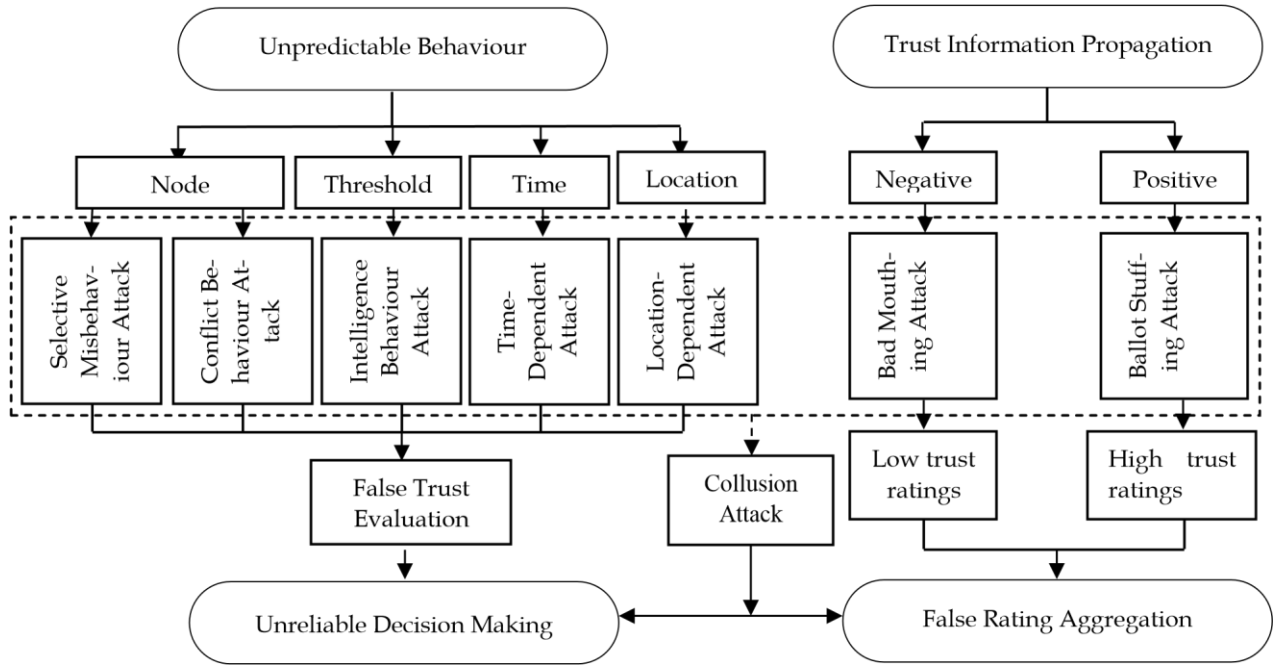 Unpredictable Behaviour
Trust Information Propagation
Node
Threshold
Time
Location
Negative
Positive
Selective
Misbehav-
iour Attack
Conflict Be-
haviour At-
tack
Intelligence
Behaviour
Attack
Time-
Dependent
Attack
Location-
Dependent
Attack
Bad Mouth-
ing Attack
Ballot Stuff-
ing Attack
False Trust
Evaluation
Collusion
Attack
Low trust
ratings
High trust
ratings
Unreliable Decision Making
False Rating Aggregation